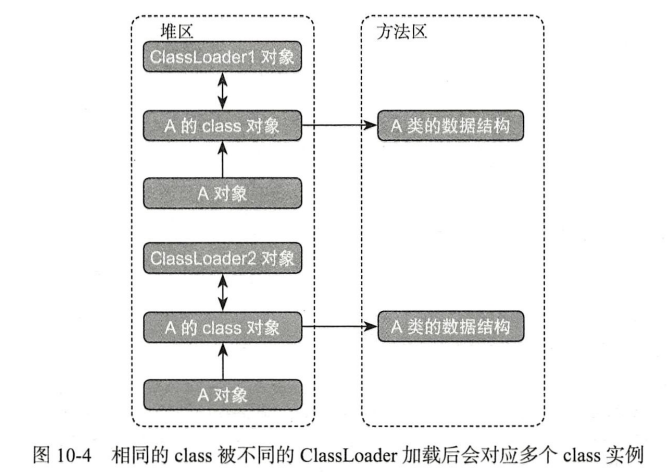 堆区
方法区
ClassLoader1 对象
A 的 class 对象
A 类的数据结构
A 对象
ClassLoader2 对象
A 的 class 对象
A 类的数据结构
A 对象
图 10-4 相同的 class 被不同的 ClassLoader 加载后会对应多个 class 实例